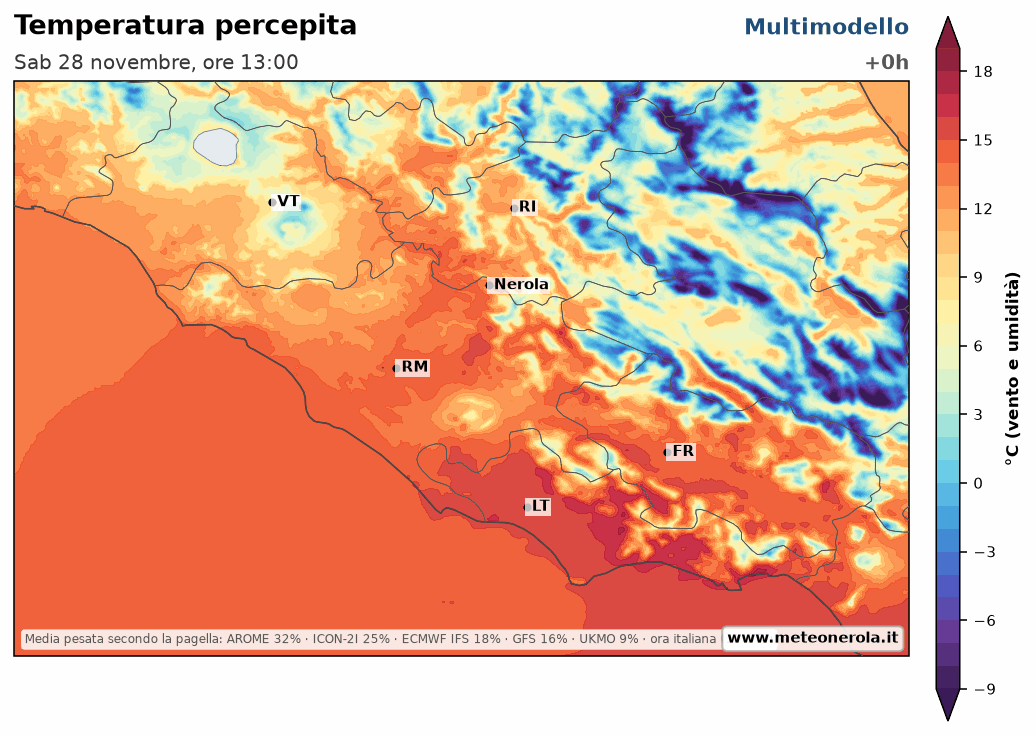 Temperatura percepita
Multimodello
Sab 28 novembre, ore 13:00
+0h
VT
RI
Nerola
RM
FR
LT
Media pesata secondo la pagella: AROME 32% · ICON-2I 25% · ECMWF IFS 18% · GFS 16% · UKMO 9% · ora italiana
www.meteonerola.it
18
15
12
9
6
3
0
−3
−6
−9
°C (vento e umidità)